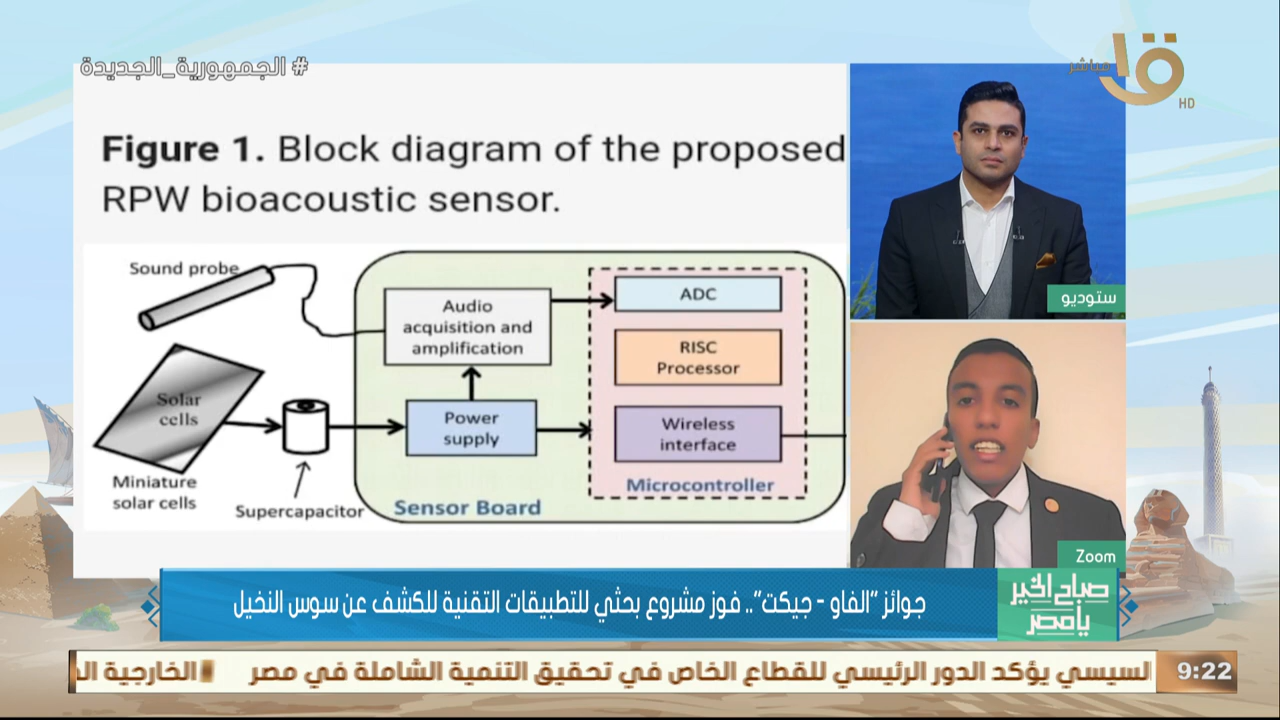 # الجمهورية_الجديدة
مباشر
HD
Figure 1. Block diagram of the proposed
RPW bioacoustic sensor.
Sound probe
Audio
acquisition and
amplification
ADC
RISC
Processor
Solar
cells
Power
supply
Wireless
interface
Miniature
solar cells
Supercapacitor
Sensor Board
Microcontroller
ستوديو
Zoom
جوائز "الفاو - جيكت".. فوز مشروع بحثي للتطبيقات التقنية للكشف عن سوس النخيل
صباح الخير
يا مصر
السيسي يؤكد الدور الرئيسي للقطاع الخاص في تحقيق التنمية الشاملة في مصر
الخارجية
9:22